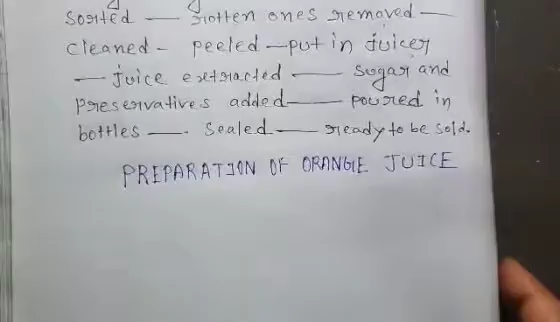 sorted — rotten ones removed —
cleaned - peeled - put in juicer
— juice extracted — sugar and
preservatives added — poured in
bottles —. sealed — ready to be sold.
PREPARATION OF ORANGE JUICE